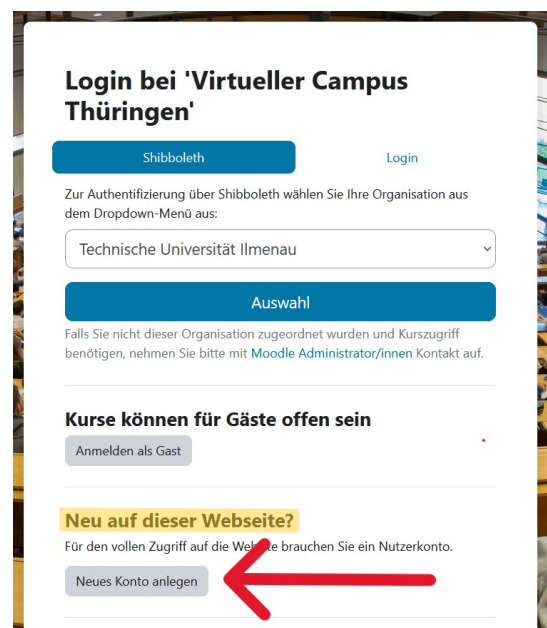 Login bei 'Virtueller Campus
Thüringen'
Shibboleth
Login
Zur Authentifizierung über Shibboleth wählen Sie Ihre Organisation aus
dem Dropdown-Menü aus:
Technische Universität Ilmenau
Auswahl
Falls Sie nicht dieser Organisation zugeordnet wurden und Kurszugriff
benötigen, nehmen Sie bitte mit Moodle Administrator/innen Kontakt auf.
Kurse können für Gäste offen sein
Anmelden als Gast
Neu auf dieser Webseite?
Für den vollen Zugriff auf die Website brauchen Sie ein Nutzerkonto.
Neues Konto anlegen